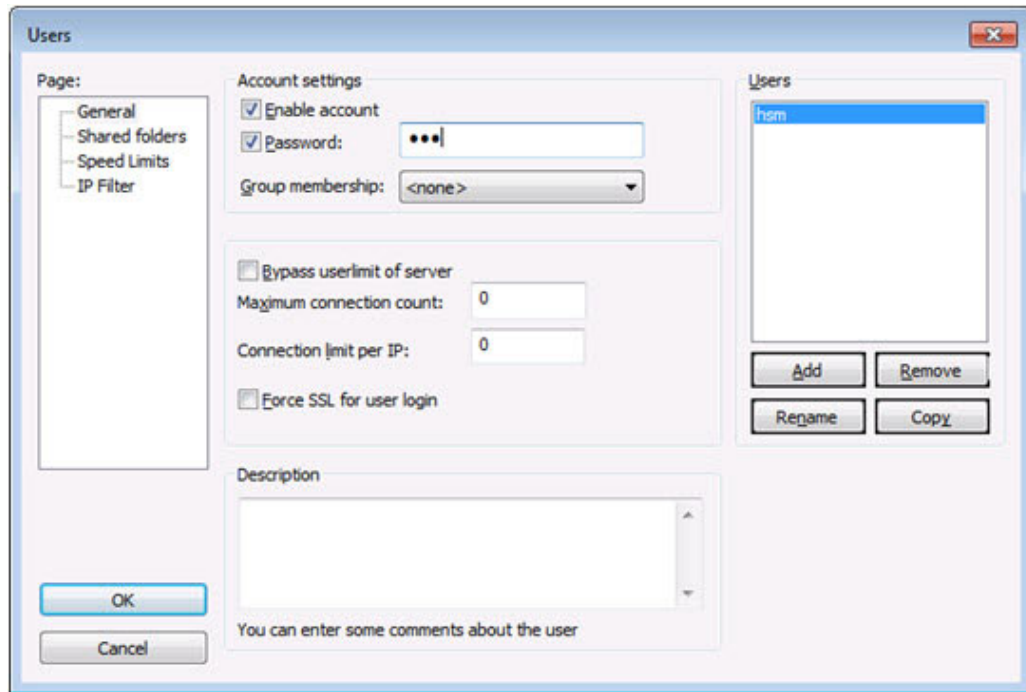 Users
Page:
General
Shared folders
Speed Limits
IP Filter
OK
Cancel
Account settings
Enable account
Password: •••
Group membership: <none>
Bypass userlimit of server
Maximum connection count: 0
Connection limit per IP: 0
Force SSL for user login
Description
You can enter some comments about the user
Users
hsm
Add Remove
Rename Copy